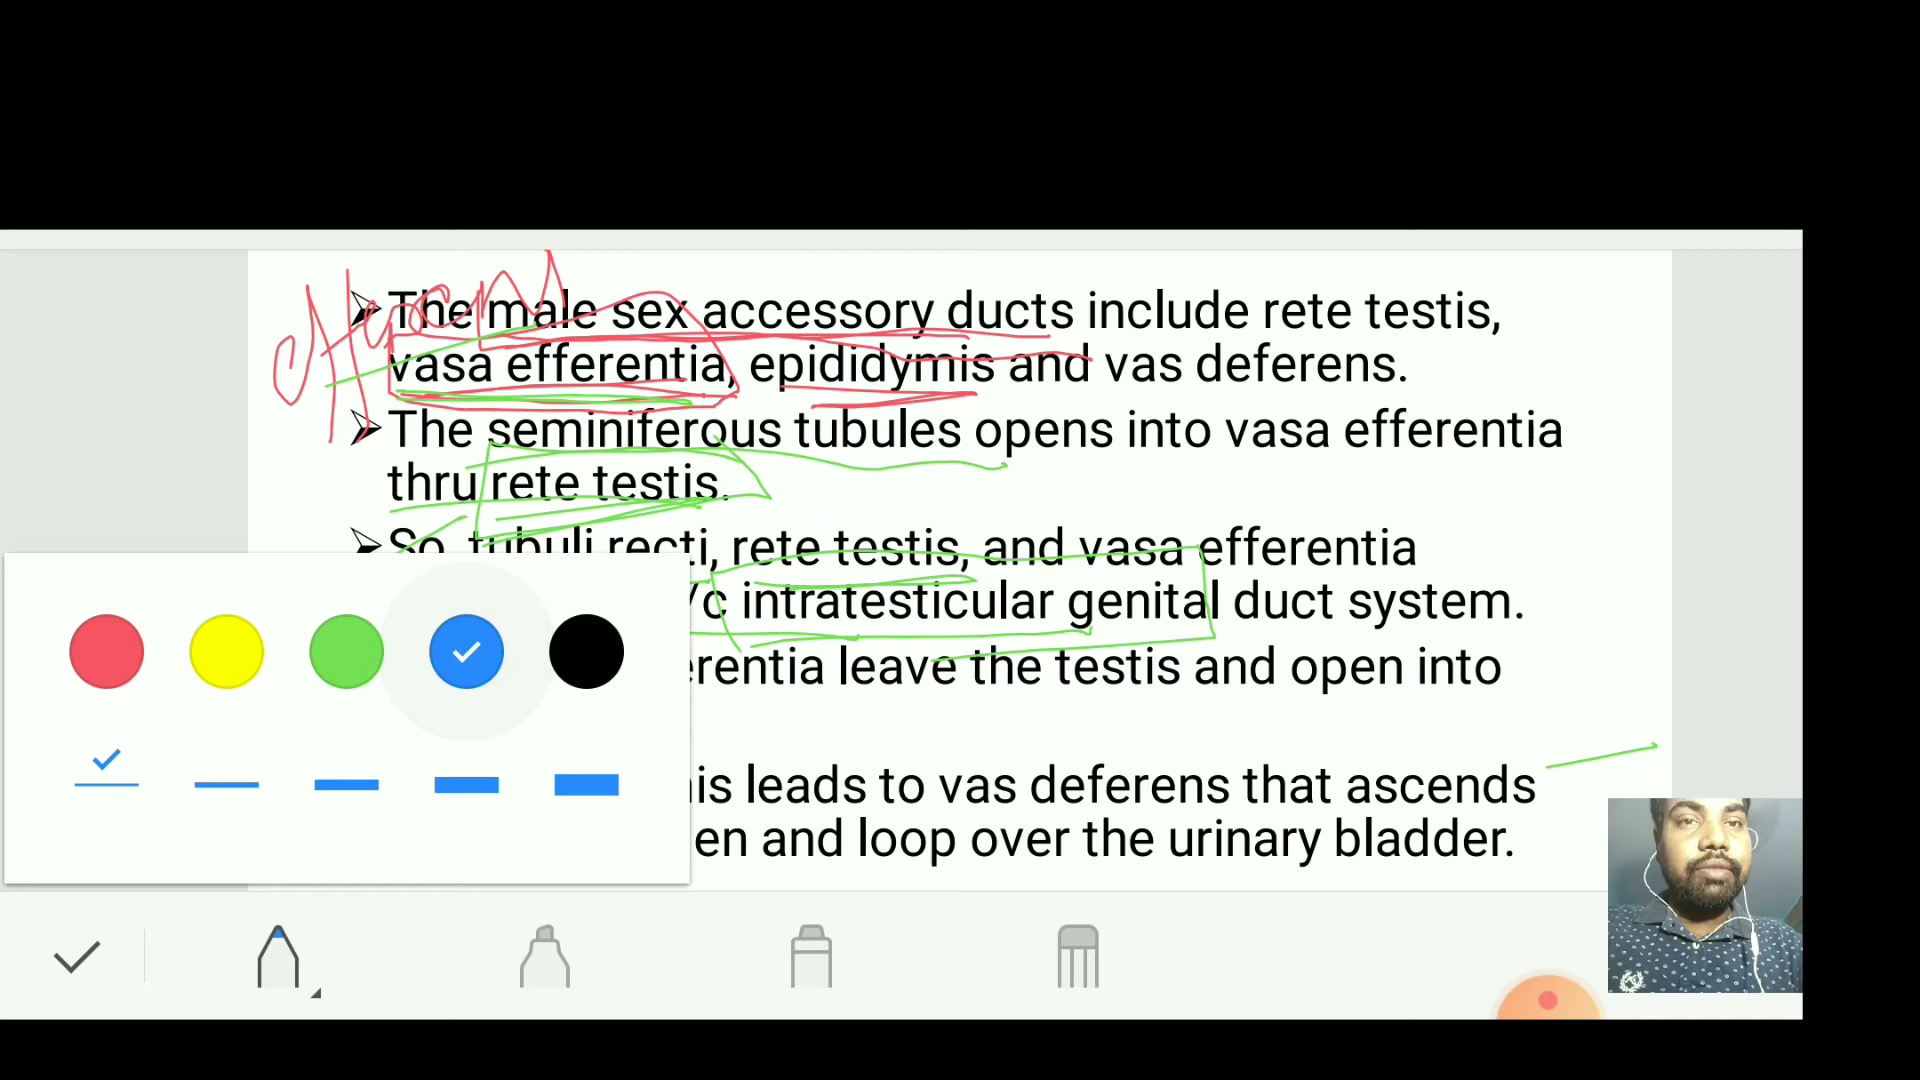 ➢The male sex accessory ducts include rete testis,
vasa efferentia, epididymis and vas deferens.
➢The seminiferous tubules opens into vasa efferentia
thru rete testis.
➢So, tubuli recti, rete testis, and vasa efferentia
/c intratesticular genital duct system.
erentia leave the testis and open into
is leads to vas deferens that ascends
en and loop over the urinary bladder.